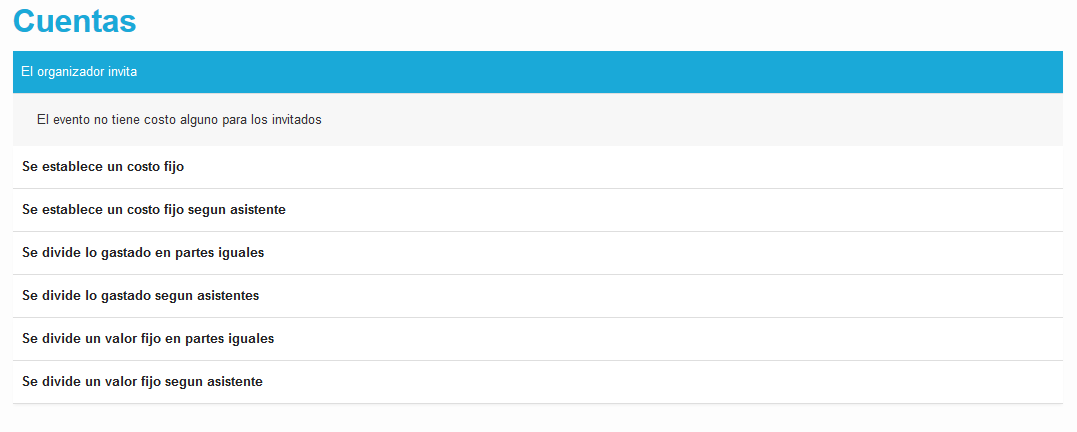 Cuentas
El organizador invita
El evento no tiene costo alguno para los invitados
Se establece un costo fijo
Se establece un costo fijo segun asistente
Se divide lo gastado en partes iguales
Se divide lo gastado segun asistentes
Se divide un valor fijo en partes iguales
Se divide un valor fijo segun asistente